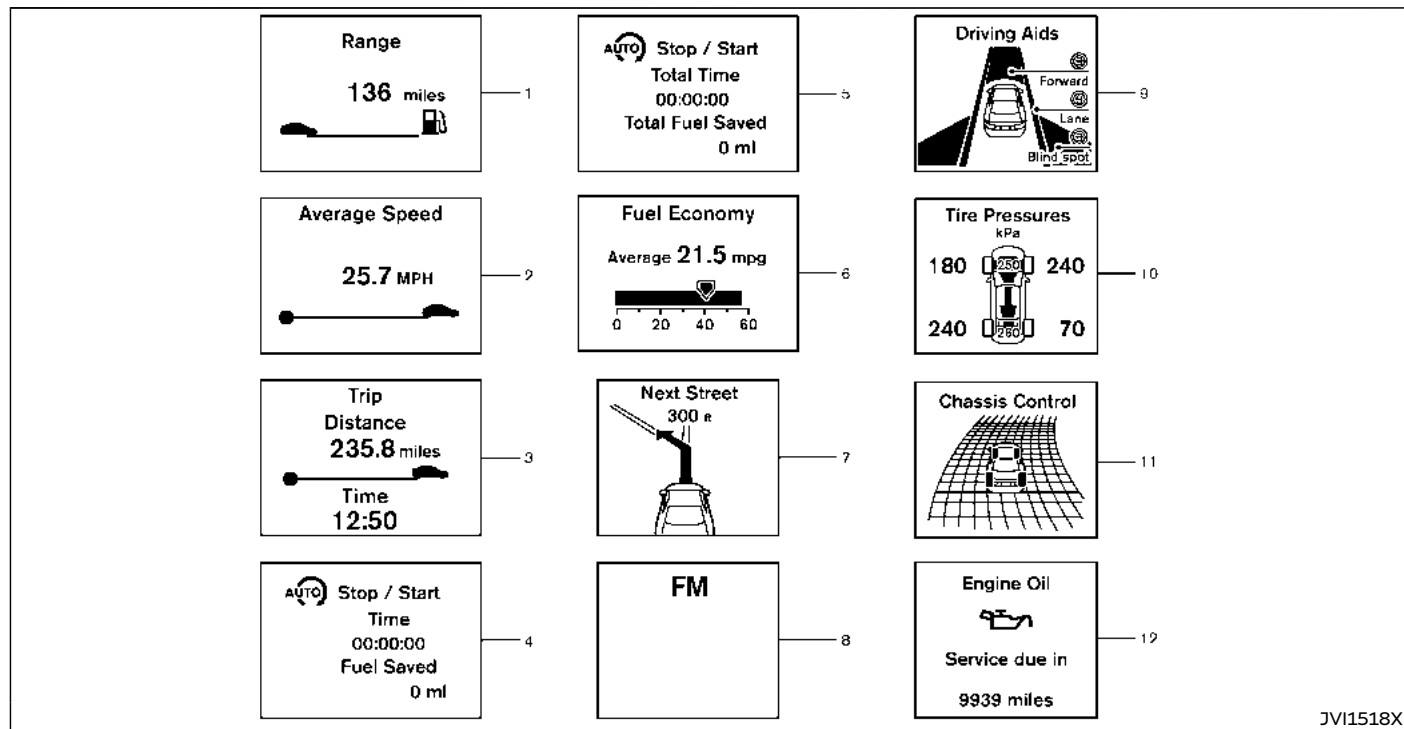 Range
136 miles
1
Average Speed
25.7 MPH
2
Trip
Distance
235.8 miles
Time
12:50
3
AUTO Stop / Start
Time
00:00:00
Fuel Saved
0 ml
4
AUTO Stop / Start
Total Time
00:00:00
Total Fuel Saved
0 ml
5
Fuel Economy
Average 21.5 mpg
0 20 40 60
6
Next Street
300 ft
7
FM
8
Driving Aids
Forward
Lane
Blind spot
9
Tire Pressures
kPa
180 250 240
240 260 70
10
Chassis Control
11
Engine Oil
Service due in
9939 miles
12
JVI1518X